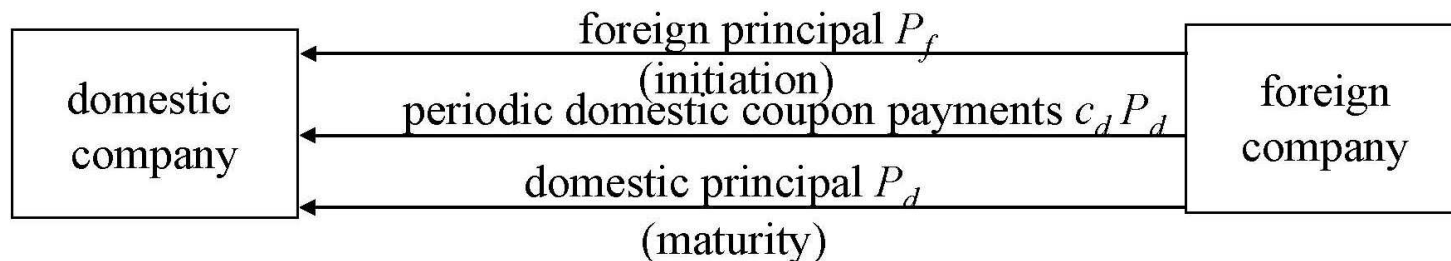 foreign principal P_f
(initiation)
domestic
company
periodic domestic coupon payments c_d P_d
foreign
company
domestic principal P_d
(maturity)